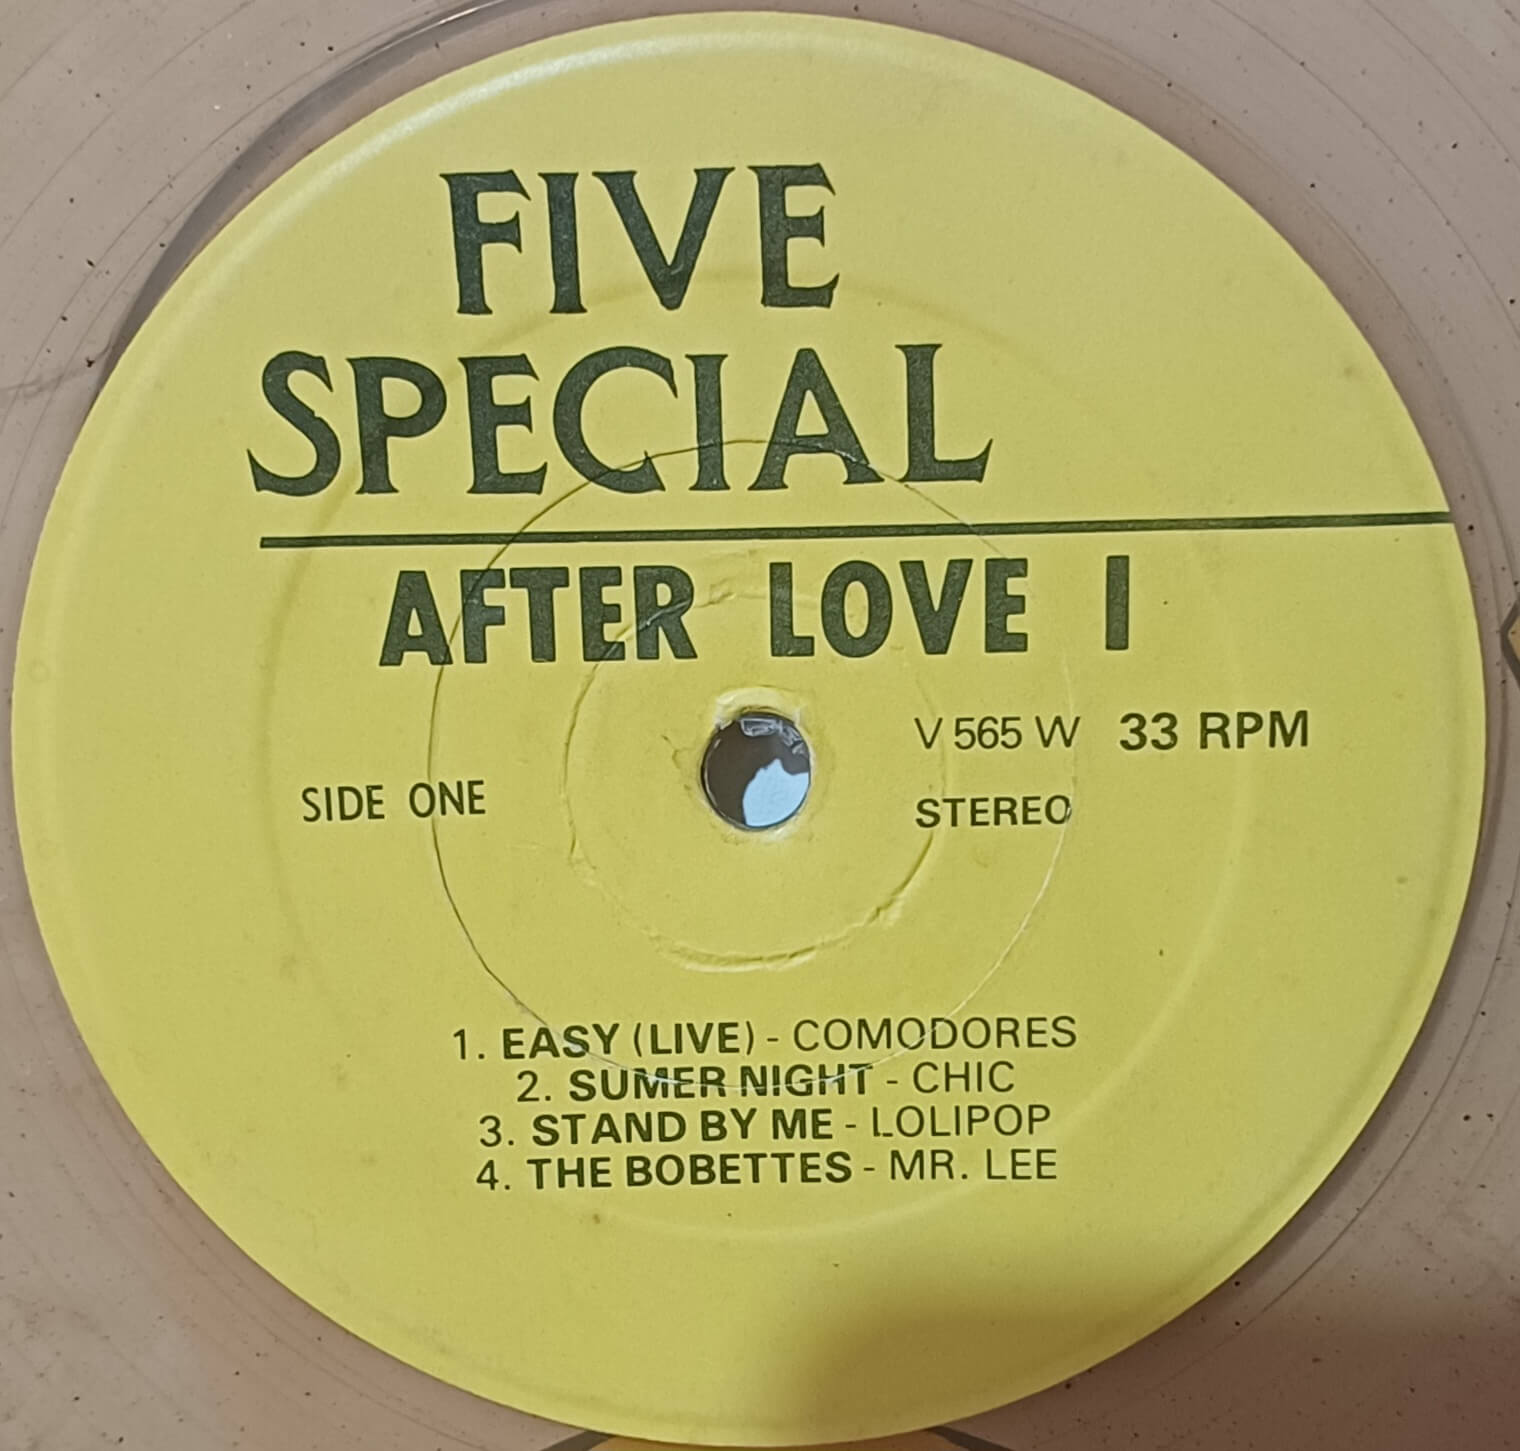 FIVE
SPECIAL
AFTER LOVE I
V 565 W 33 RPM
SIDE ONE
STEREO
1. EASY (LIVE) - COMODORES
2. SUMER NIGHT - CHIC
3. STAND BY ME - LOLIPOP
4. THE BOBETTES - MR. LEE